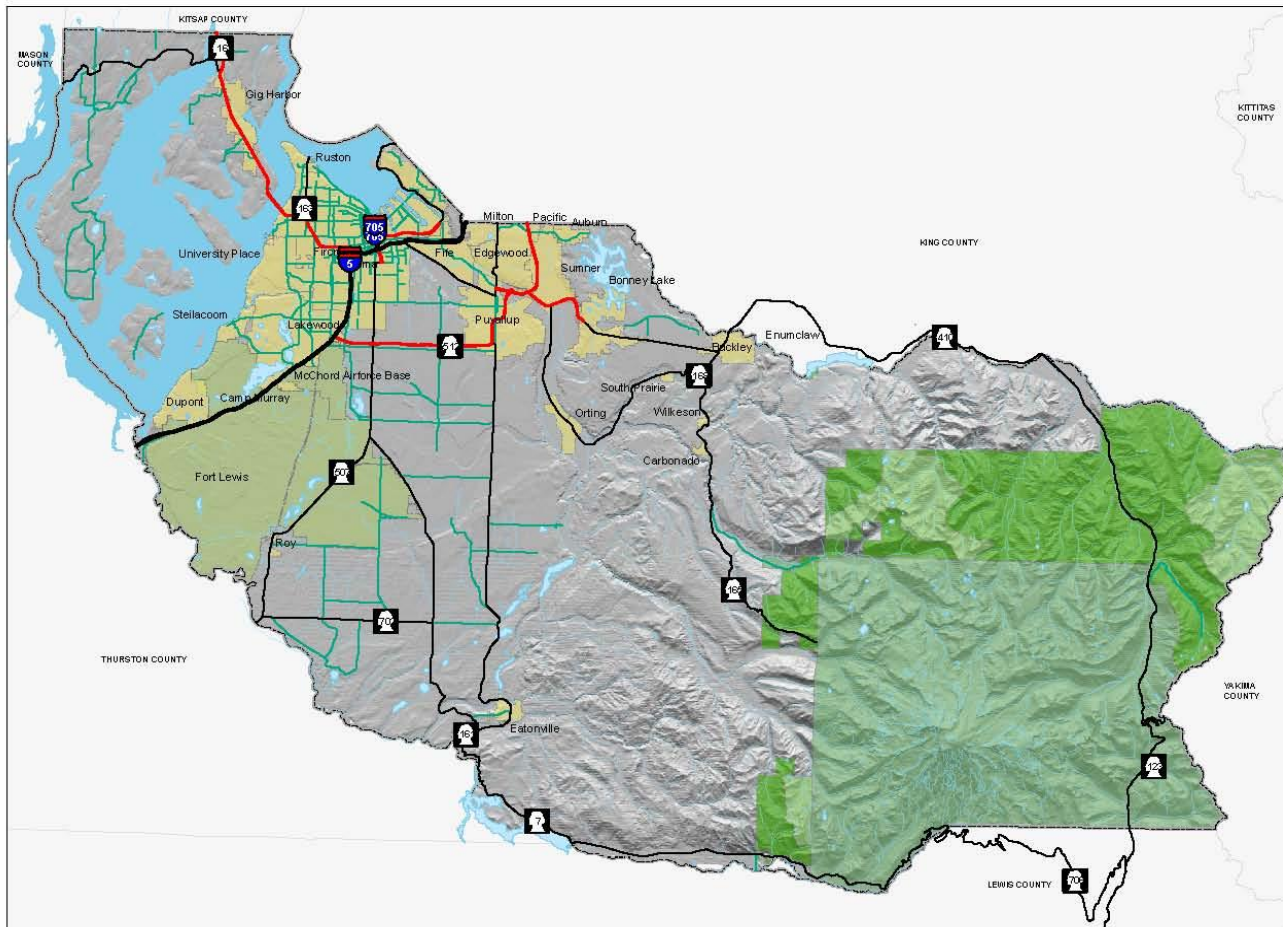 KITSAP COUNTY
MASON
COUNTY
16
Gig Harbor
KITTITAS
COUNTY
Ruston
163
705
705
Milton
Pacific
Auburn
KING COUNTY
University Place
Fife
Edgewood
5
Sumner
Bonney Lake
Steilacoom
Lakewood
Puyallup
512
Enumclaw
410
Buckley
McChord Airforce Base
South Prairie
Dupont
Camp Murray
Orting
Wilkeson
Carbonado
Fort Lewis
507
Roy
165
702
THURSTON COUNTY
YAKIMA
COUNTY
161
Eatonville
123
7
LEWIS COUNTY
706